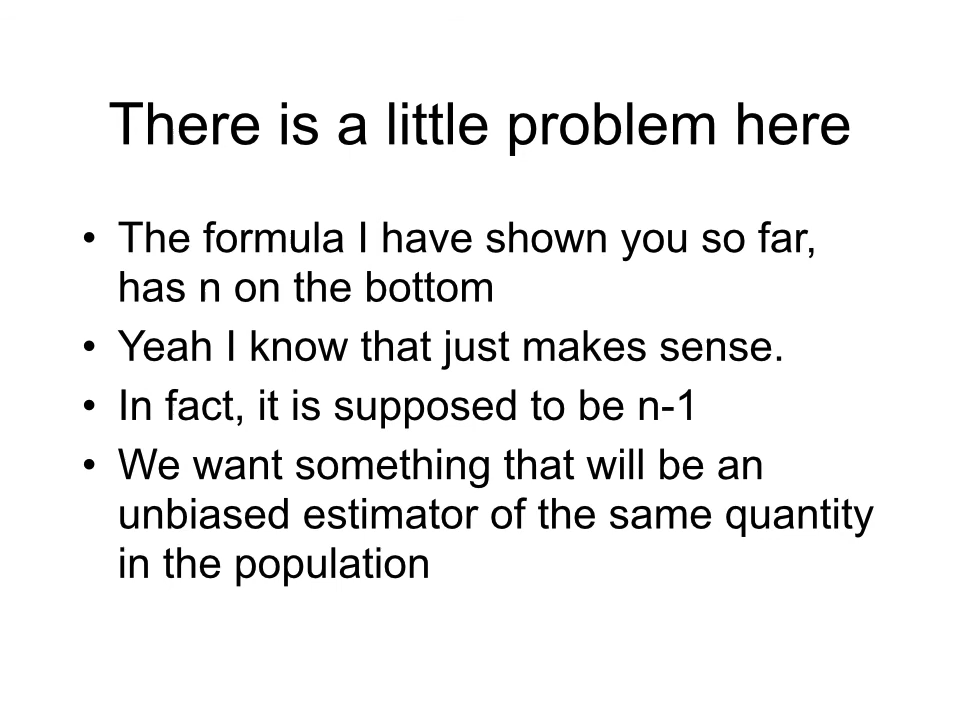 There is a little problem here
• The formula I have shown you so far,
has n on the bottom
• Yeah I know that just makes sense.
• In fact, it is supposed to be n-1
• We want something that will be an
unbiased estimator of the same quantity
in the population